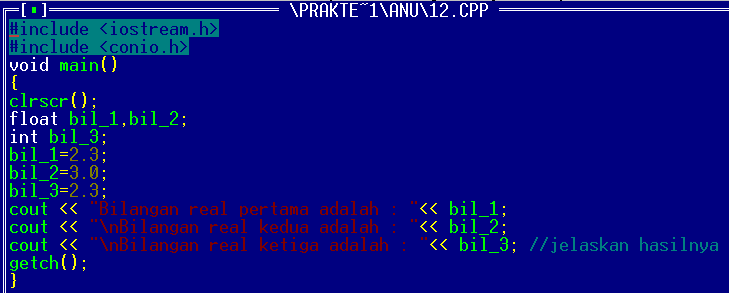 [▪] \PRAKTE~1\ANU\12.CPP
#include <iostream.h>
#include <conio.h>
void main()
{
clrscr();
float bil_1,bil_2;
int bil_3;
bil_1=2.3;
bil_2=3.0;
bil_3=2.3;
cout << "Bilangan real pertama adalah : "<< bil_1;
cout << "\nBilangan real kedua adalah : "<< bil_2;
cout << "\nBilangan real ketiga adalah : "<< bil_3; //jelaskan hasilnya
getch();
}